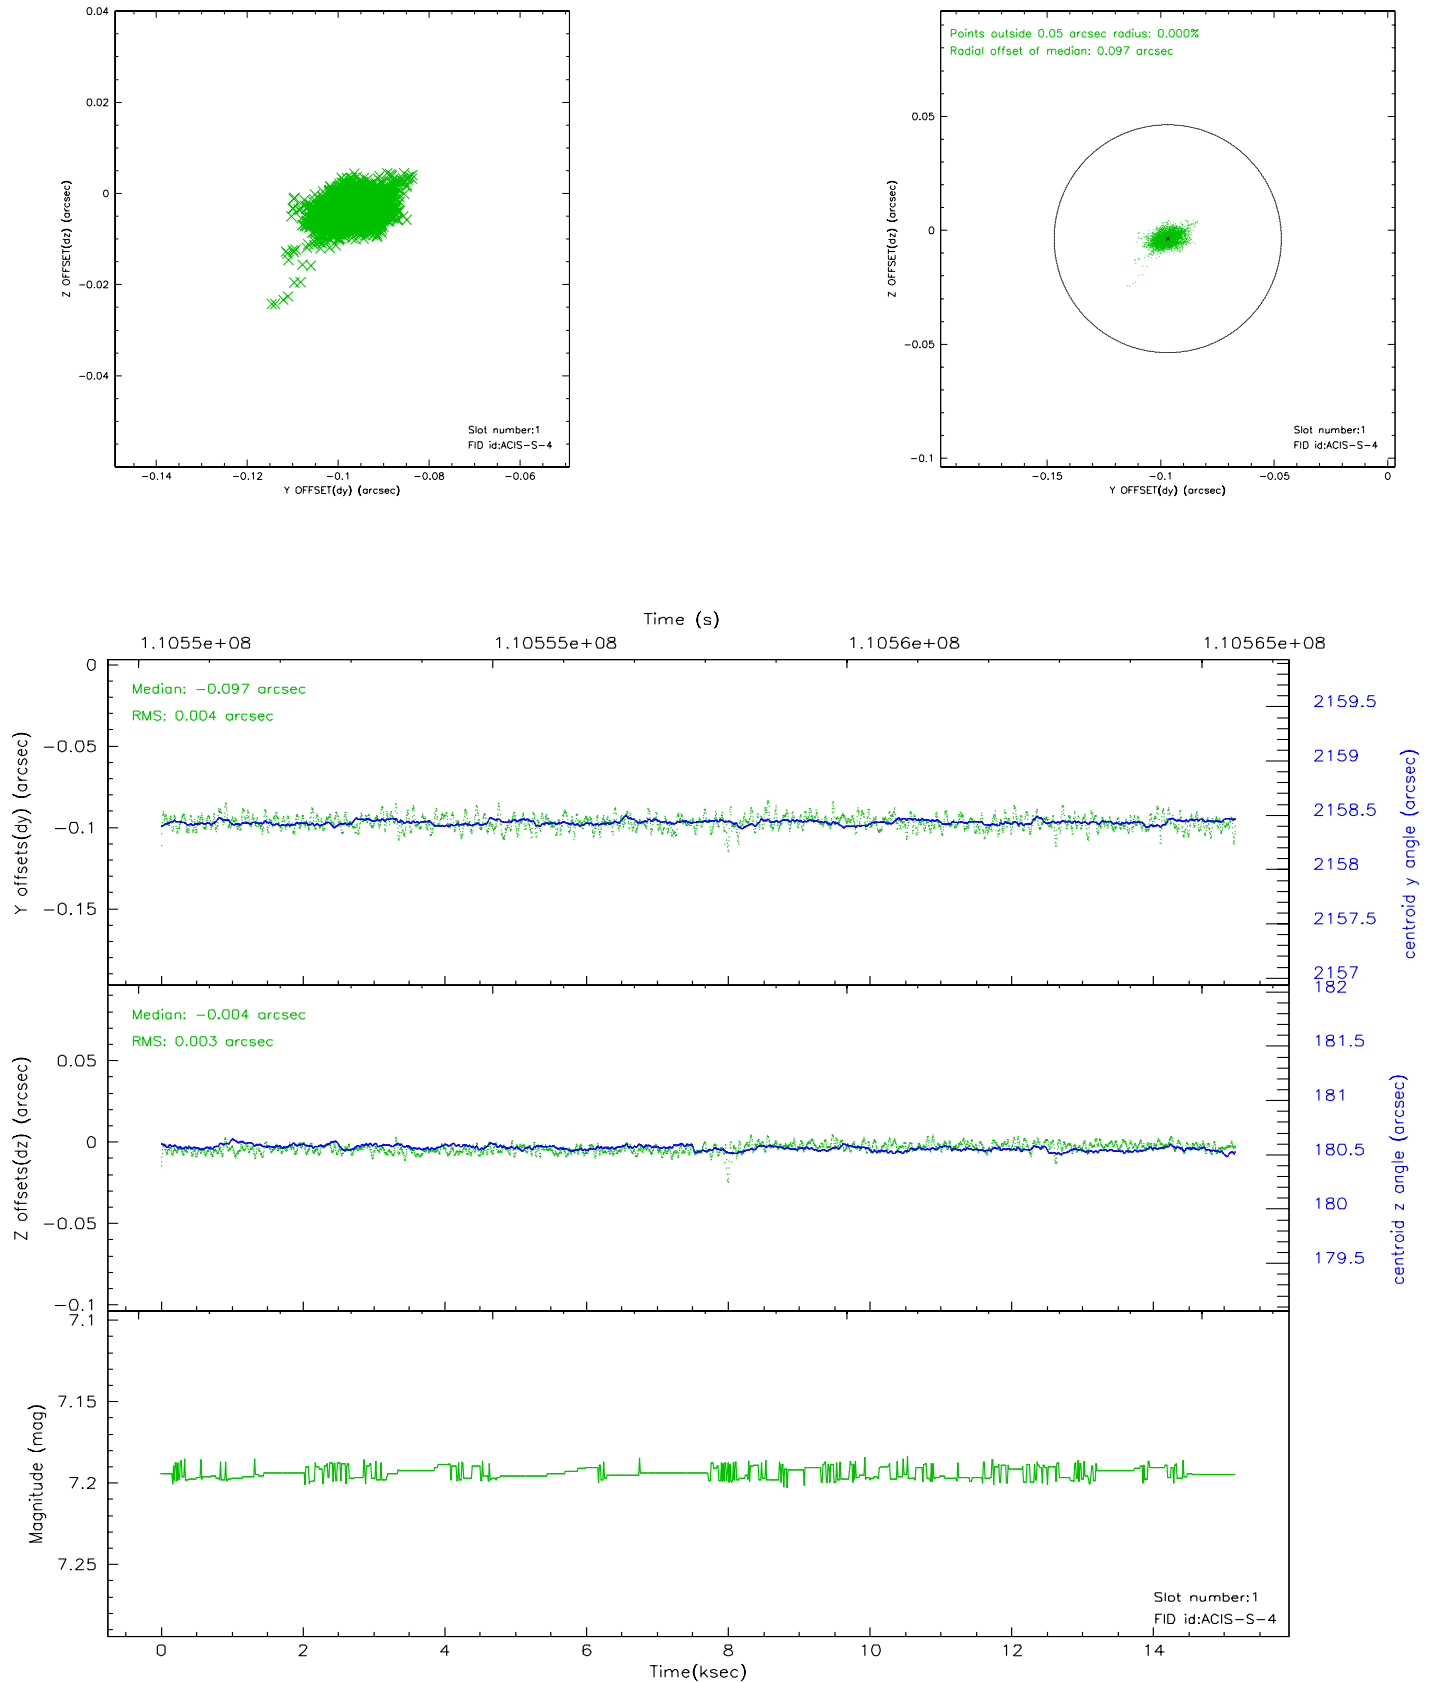 0.04
0.02
0
−0.02
−0.04
Z OFFSET(dz) (arcsec)
−0.14
−0.12
−0.1
−0.08
−0.06
Y OFFSET(dy) (arcsec)
Slot number:1
FID id:ACIS−S−4
Points outside 0.05 arcsec radius: 0.000%
Radial offset of median: 0.097 arcsec
0.05
0
−0.05
−0.1
Z OFFSET(dz) (arcsec)
−0.15
−0.1
−0.05
0
Y OFFSET(dy) (arcsec)
Slot number:1
FID id:ACIS−S−4
Time (s)
1.1055e+08
1.10555e+08
1.1056e+08
1.10565e+08
Median: −0.097 arcsec
RMS: 0.004 arcsec
0
−0.05
−0.1
−0.15
Y offsets(dy) (arcsec)
2159.5
2159
2158.5
2158
2157.5
2157
centroid y angle (arcsec)
Median: −0.004 arcsec
RMS: 0.003 arcsec
0.05
0
−0.05
−0.1
Z offsets(dz) (arcsec)
182
181.5
181
180.5
180
179.5
centroid z angle (arcsec)
7.1
7.15
7.2
7.25
Magnitude (mag)
Slot number:1
FID id:ACIS−S−4
0
2
4
6
8
10
12
14
Time(ksec)